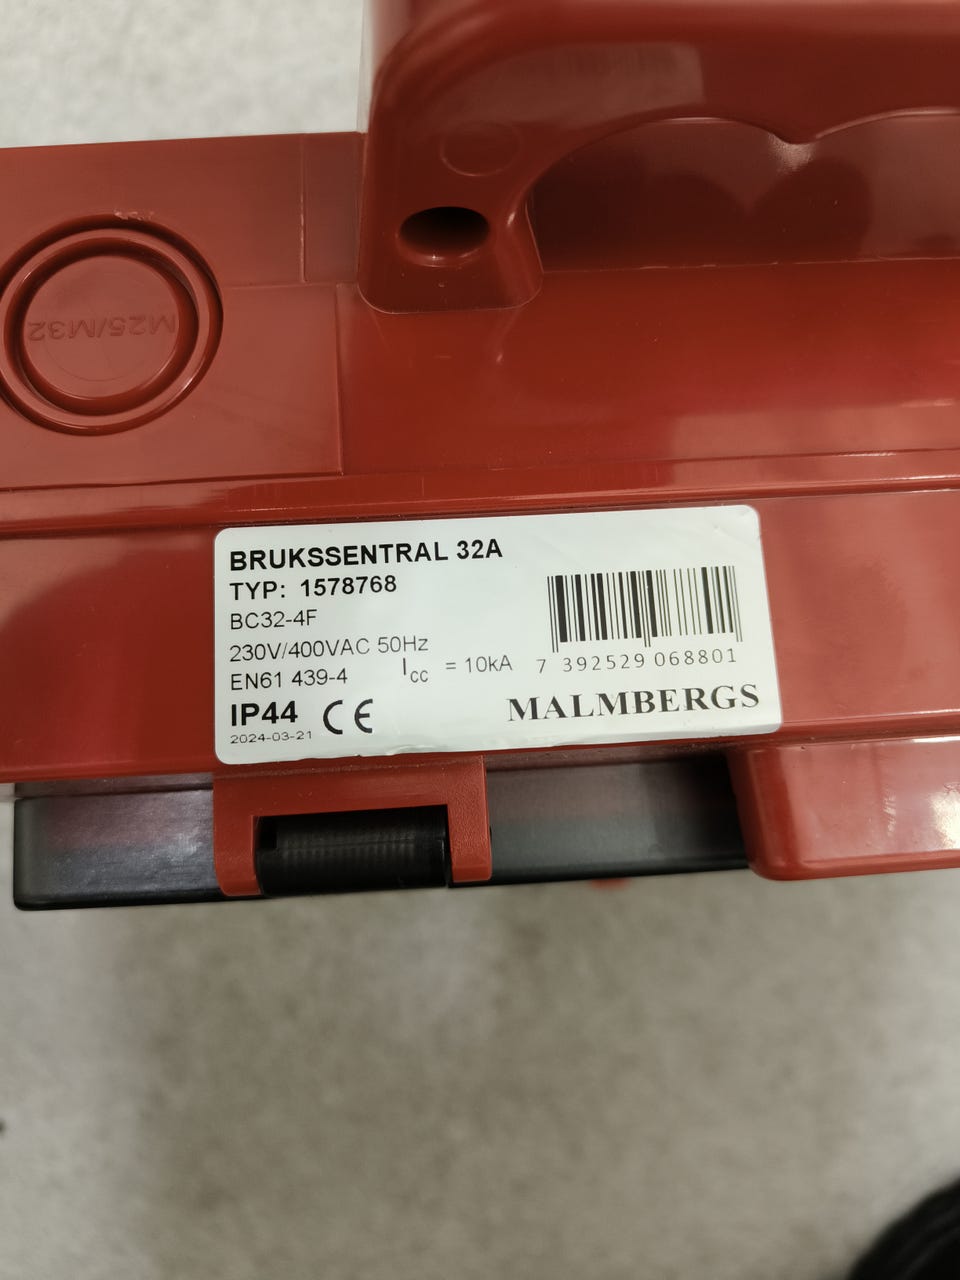 M25/M32
BRUKSSENTRAL 32A
TYP: 1578768
BC32-4F
230V/400VAC 50Hz
EN61 439-4 Icc = 10kA
7 392529 068801
IP44 CE
MALMBERGS
2024-03-21